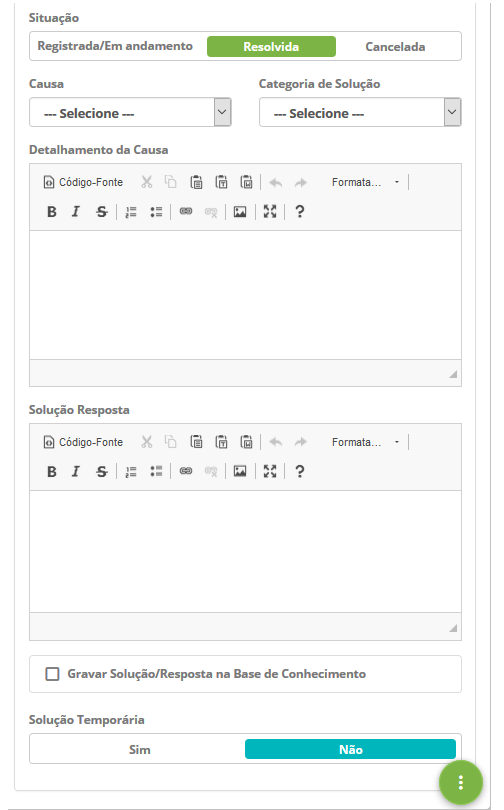 Situação
Registrada/Em andamento Resolvida Cancelada
Causa Categoria de Solução
--- Selecione --- --- Selecione ---
Detalhamento da Causa
Código-Fonte Formata...
B I S ?
Solução Resposta
Código-Fonte Formata...
B I S ?
Gravar Solução/Resposta na Base de Conhecimento
Solução Temporária
Sim Não